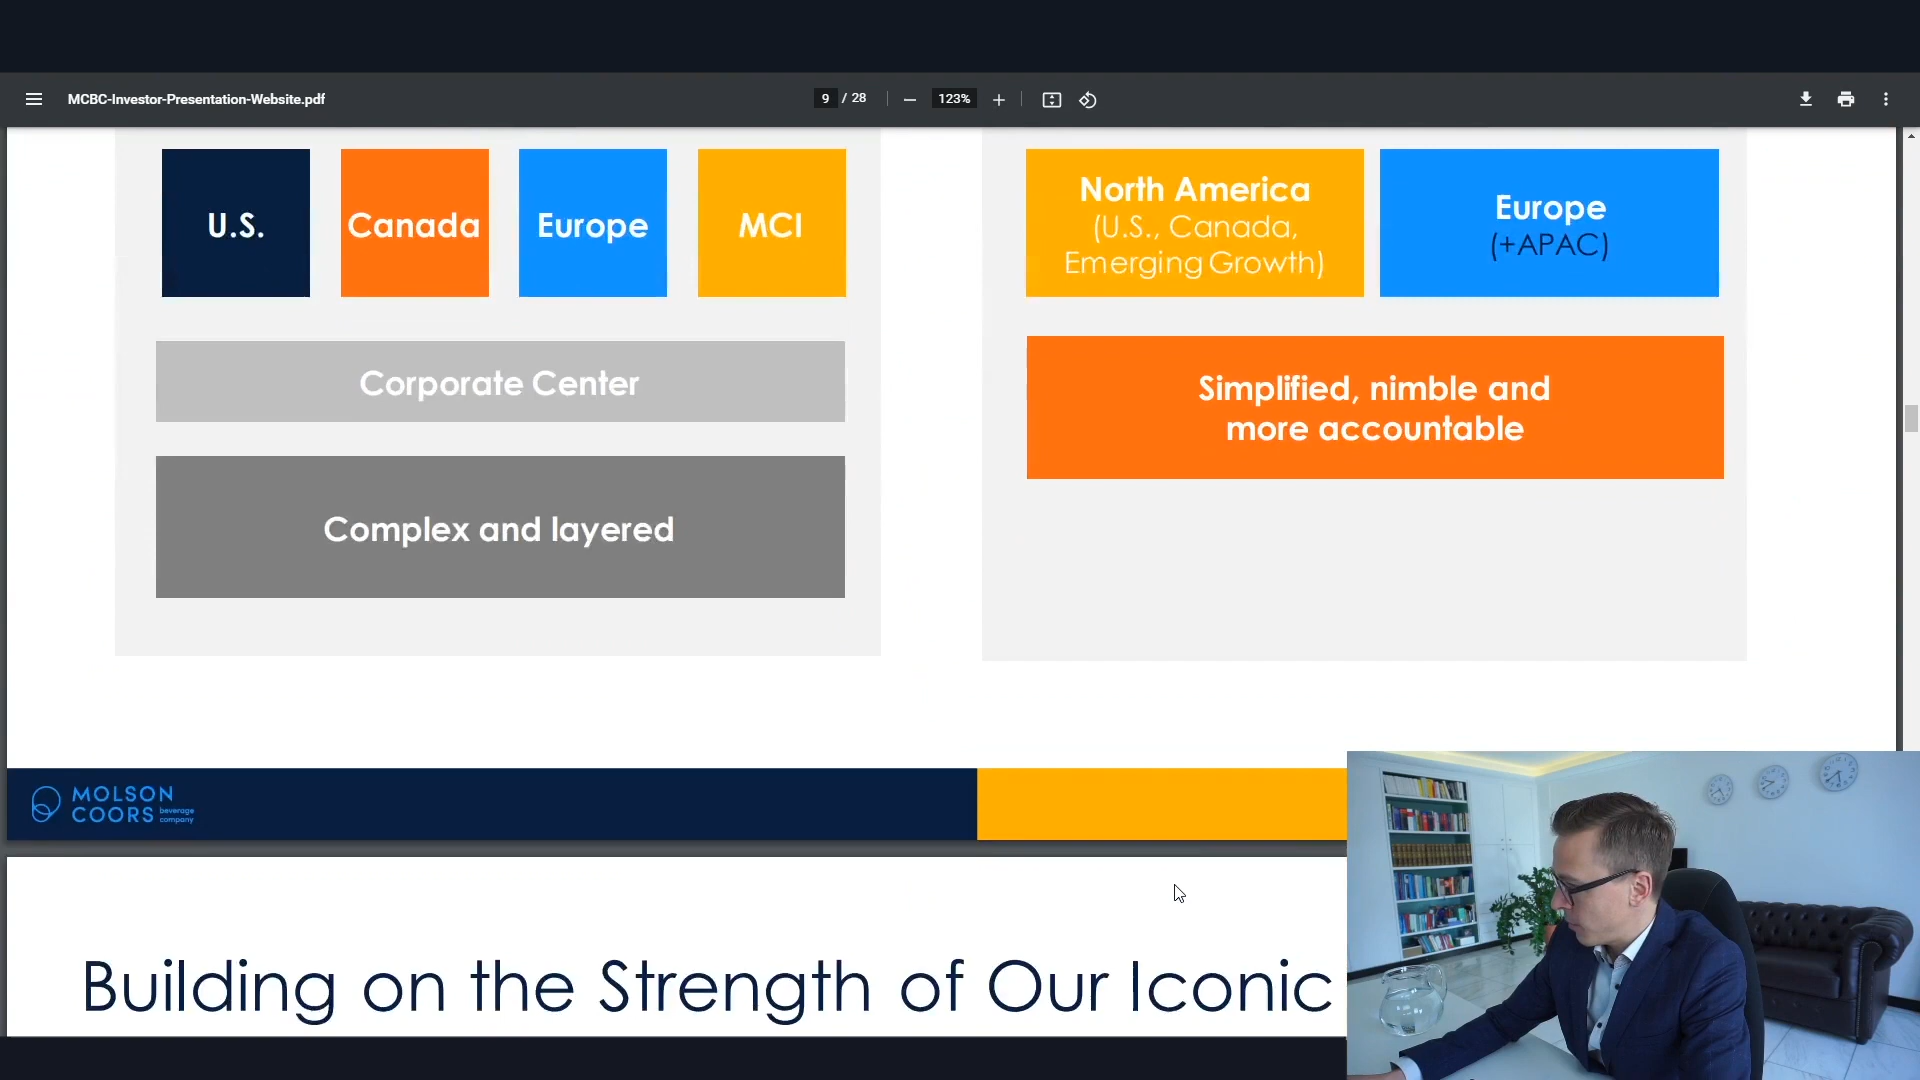 MCBC-Investor-Presentation-Website.pdf
9 / 28
123%
U.S.
Canada
Europe
MCI
Corporate Center
Complex and layered
North America
(U.S., Canada,
Emerging Growth)
Europe
(+APAC)
Simplified, nimble and
more accountable
MOLSON
COORS beverage
company
Building on the Strength of Our Iconic